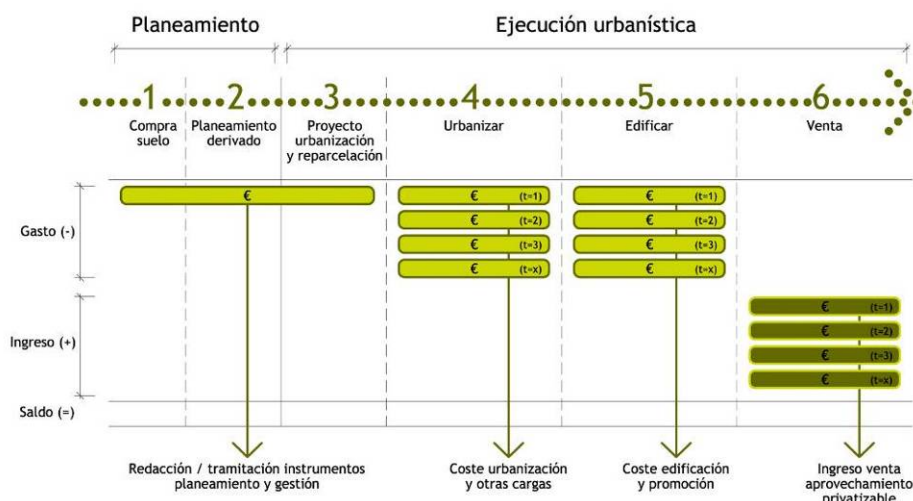 Planeamiento
Ejecución urbanística
1 2 3 4 5 6
Compra suelo
Planeamiento derivado
Proyecto urbanización y reparcelación
Urbanizar
Edificar
Venta
Gasto (-)
€
€ (t=1)
€ (t=2)
€ (t=3)
€ (t=x)
€ (t=1)
€ (t=2)
€ (t=3)
€ (t=x)
Ingreso (+)
€ (t=1)
€ (t=2)
€ (t=3)
€ (t=x)
Saldo (=)
Redacción / tramitación instrumentos
planeamiento y gestión
Coste urbanización
y otras cargas
Coste edificación
y promoción
Ingreso venta
aprovechamiento
privatizable